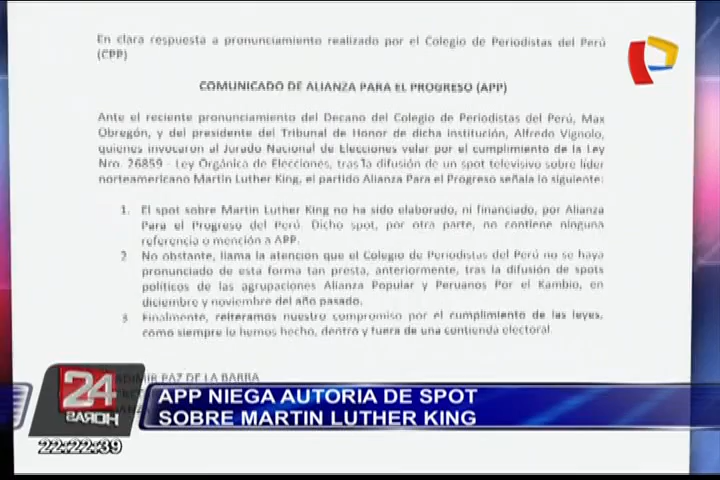 En clara respuesta a pronunciamiento realizado por el Colegio de Periodistas del Perú
(CPP)
COMUNICADO DE ALIANZA PARA EL PROGRESO (APP)
Ante el reciente pronunciamiento del Decano del Colegio de Periodistas del Perú, Max
Obregón, y del presidente del Tribunal de Honor de dicha institución, Alfredo Vignolo,
quienes invocaron al Jurado Nacional de Elecciones velar por el cumplimiento de la Ley
Nro. 26859 - Ley Orgánica de Elecciones, tras la difusión de un spot televisivo sobre líder
norteamericano Martin Luther King, el partido Alianza Para el Progreso señala lo siguiente:
1. El spot sobre Martin Luther King no ha sido elaborado, ni financiado, por Alianza
Para el Progreso del Perú. Dicho spot, por otra parte, no contiene ninguna
referencia o mención a APP.
2 No obstante, llama la atención que el Colegio de Periodistas del Perú no se haya
pronunciado de esta forma tan presta, anteriormente, tras la difusión de spots
políticos de las agrupaciones Alianza Popular y Peruanos Por el Kambio, en
diciembre y noviembre del año pasado.
3 Finalmente, reiteramos nuestro compromiso por el cumplimiento de las leyes,
como siempre lo hemos hecho, dentro y fuera de una contienda electoral.
PAZ DE LA BARRA
24
HORAS
APP NIEGA AUTORIA DE SPOT
SOBRE MARTIN LUTHER KING
22:22:39